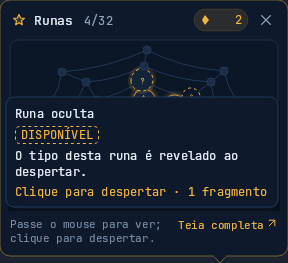 Runas 4/32 2
?
Runa oculta
DISPONÍVEL
O tipo desta runa é revelado ao
despertar.
Clique para despertar · 1 fragmento
Passe o mouse para ver;
clique para despertar.
Teia completa ↗